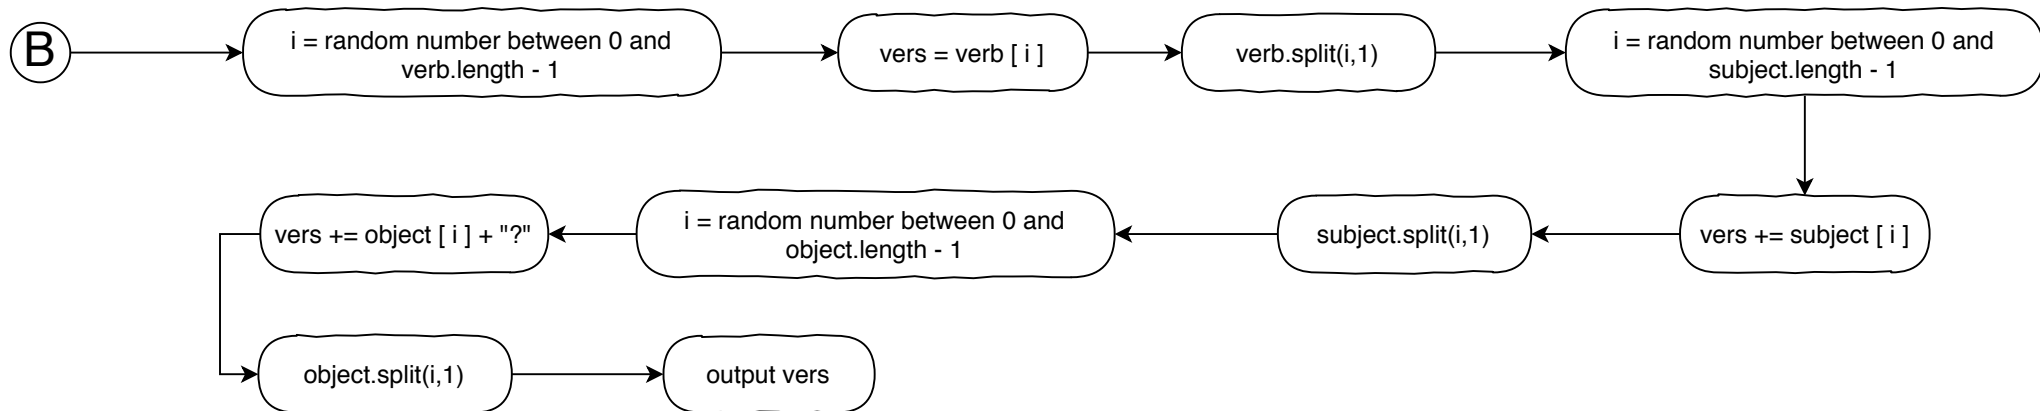 B
i = random number between 0 and
verb.length - 1
vers = verb [ i ]
verb.split(i,1)
i = random number between 0 and
subject.length - 1
vers += subject [ i ]
subject.split(i,1)
i = random number between 0 and
object.length - 1
vers += object [ i ] + "?"
object.split(i,1)
output vers